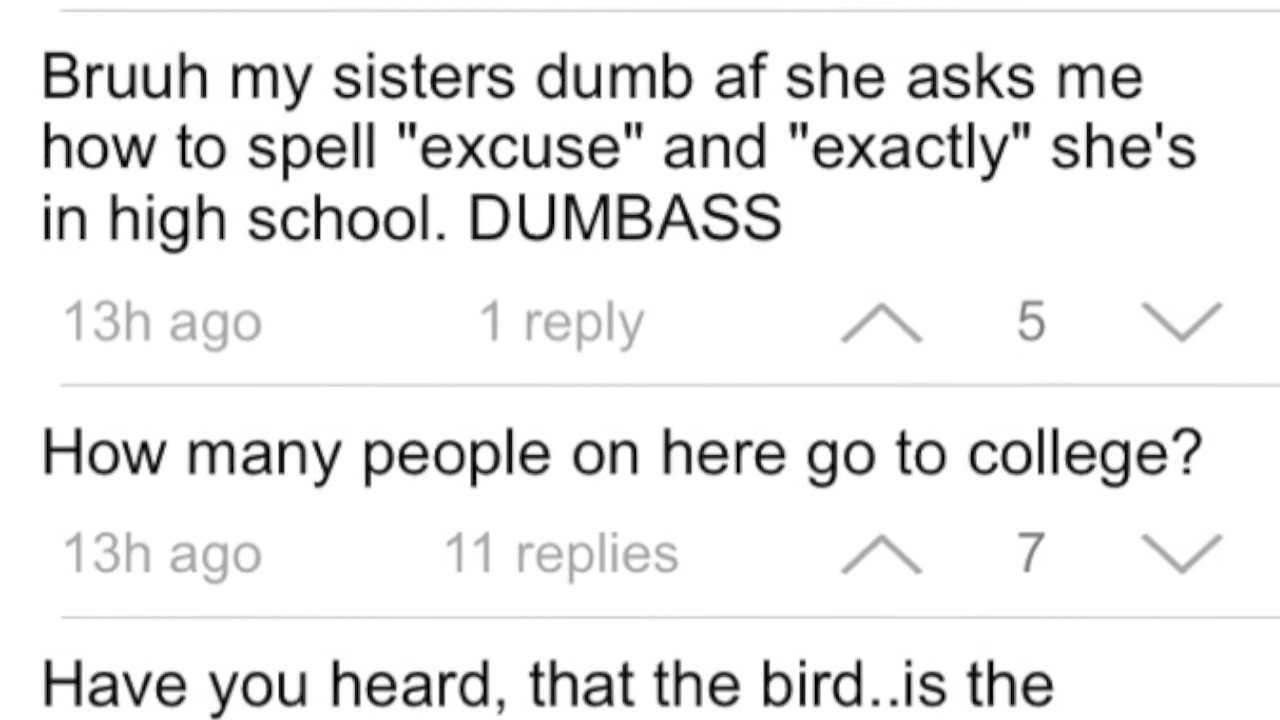 Bruuh my sisters dumb af she asks me
how to spell "excuse" and "exactly" she's
in high school. DUMBASS
13h ago 1 reply 5
How many people on here go to college?
13h ago 11 replies 7
Have you heard, that the bird..is the